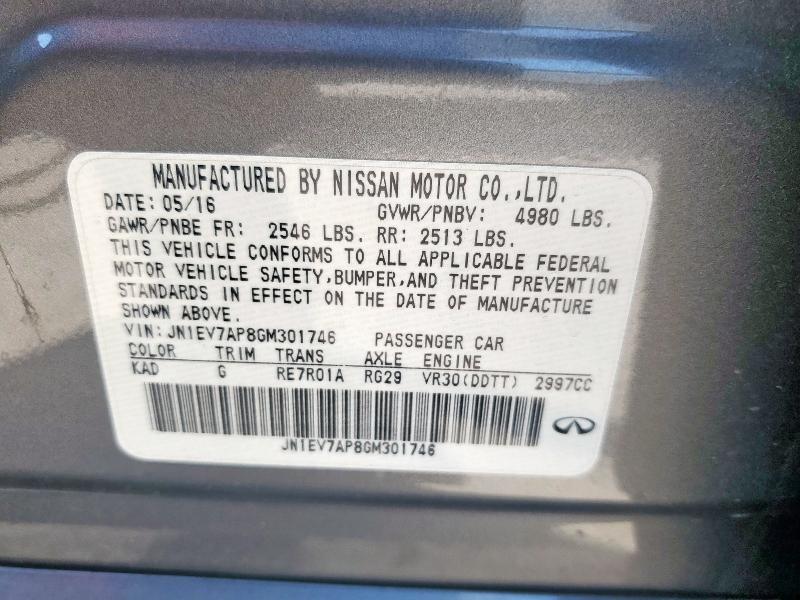 MANUFACTURED BY NISSAN MOTOR CO.,LTD.
DATE: 05/16 GVWR/PNBV: 4980 LBS.
GAWR/PNBE FR: 2546 LBS. RR: 2513 LBS.
THIS VEHICLE CONFORMS TO ALL APPLICABLE FEDERAL
MOTOR VEHICLE SAFETY,BUMPER,AND THEFT PREVENTION
STANDARDS IN EFFECT ON THE DATE OF MANUFACTURE
SHOWN ABOVE.
VIN: JN1EV7AP8GM301746 PASSENGER CAR
COLOR TRIM TRANS AXLE ENGINE
KAD G RE7R01A RG29 VR30(DDTT) 2997CC
JN1EV7AP8GM301746